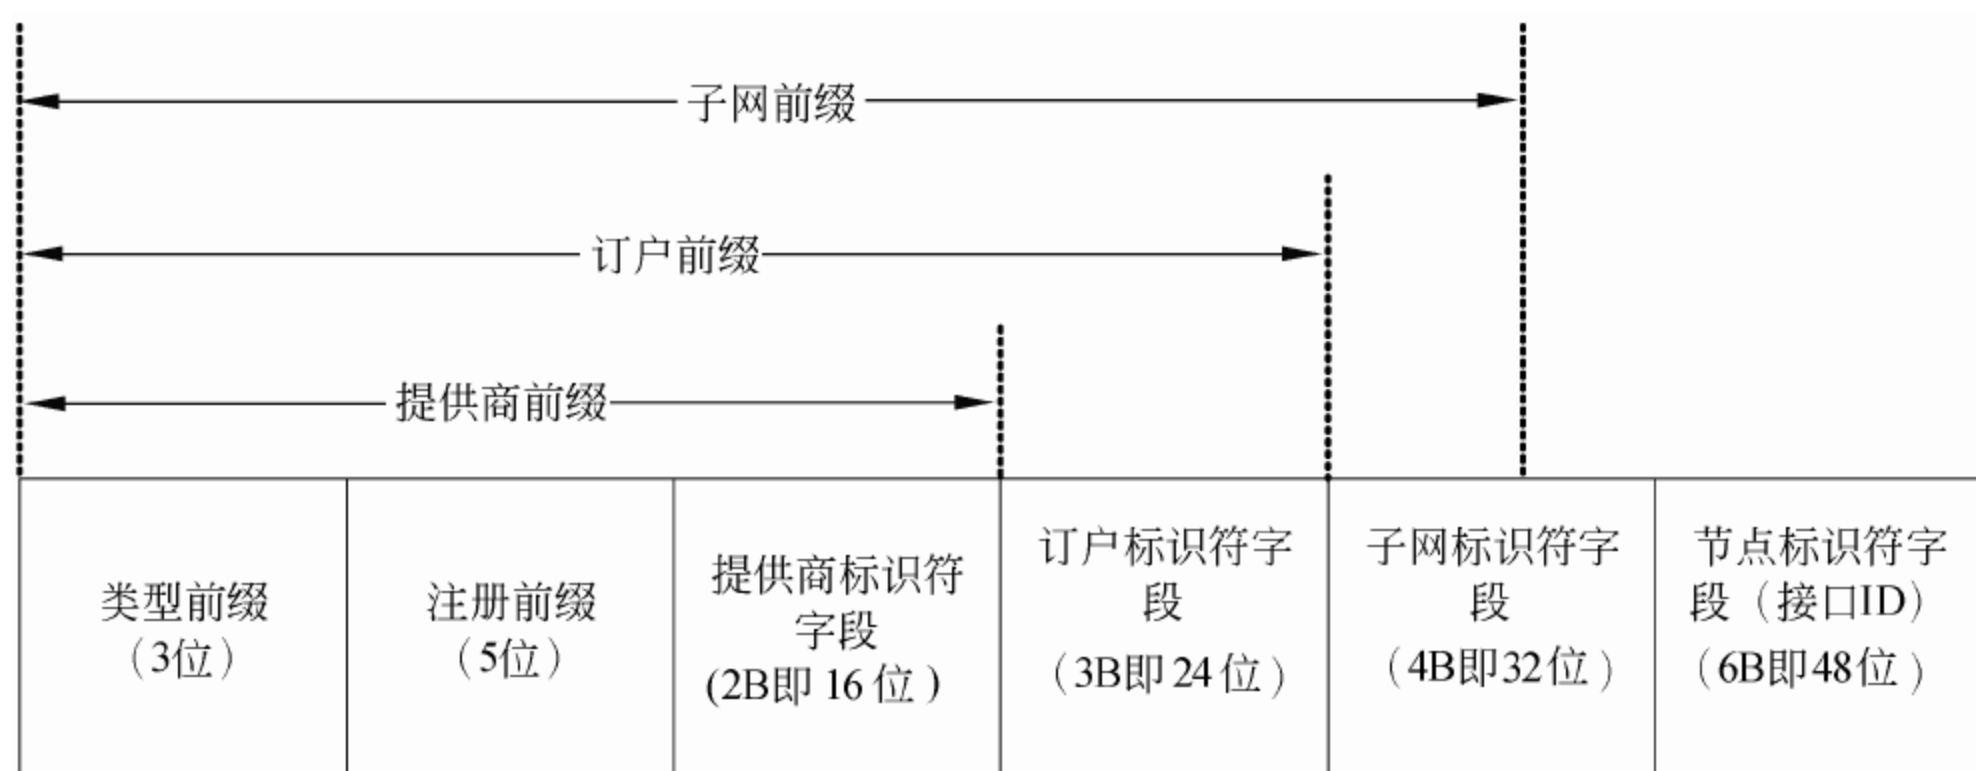 子网前缀
订户前缀
提供商前缀
类型前缀
（3位）
注册前缀
（5位）
提供商标识符
字段
(2B即 16 位 )
订户标识符字
段
（3B即 24 位）
子网标识符字
段
（4B即32位）
节点标识符字
段（接口ID）
（6B即48位）